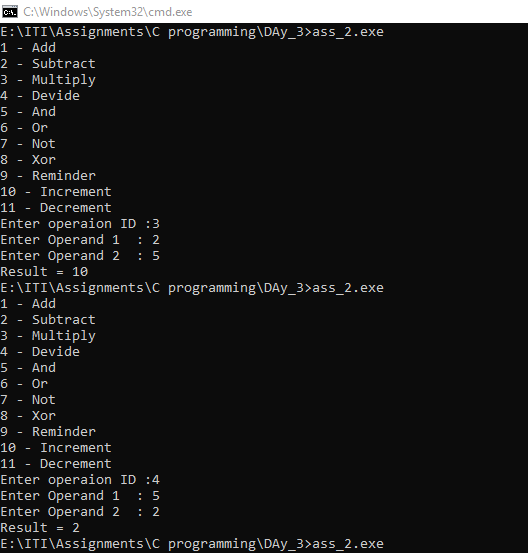 C:\Windows\System32\cmd.exe
E:\ITI\Assignments\C programming\DAy_3>ass_2.exe
1 - Add
2 - Subtract
3 - Multiply
4 - Devide
5 - And
6 - Or
7 - Not
8 - Xor
9 - Reminder
10 - Increment
11 - Decrement
Enter operaion ID :3
Enter Operand 1  : 2
Enter Operand 2  : 5
Result = 10
E:\ITI\Assignments\C programming\DAy_3>ass_2.exe
1 - Add
2 - Subtract
3 - Multiply
4 - Devide
5 - And
6 - Or
7 - Not
8 - Xor
9 - Reminder
10 - Increment
11 - Decrement
Enter operaion ID :4
Enter Operand 1  : 5
Enter Operand 2  : 2
Result = 2
E:\ITI\Assignments\C programming\DAy_3>ass_2.exe